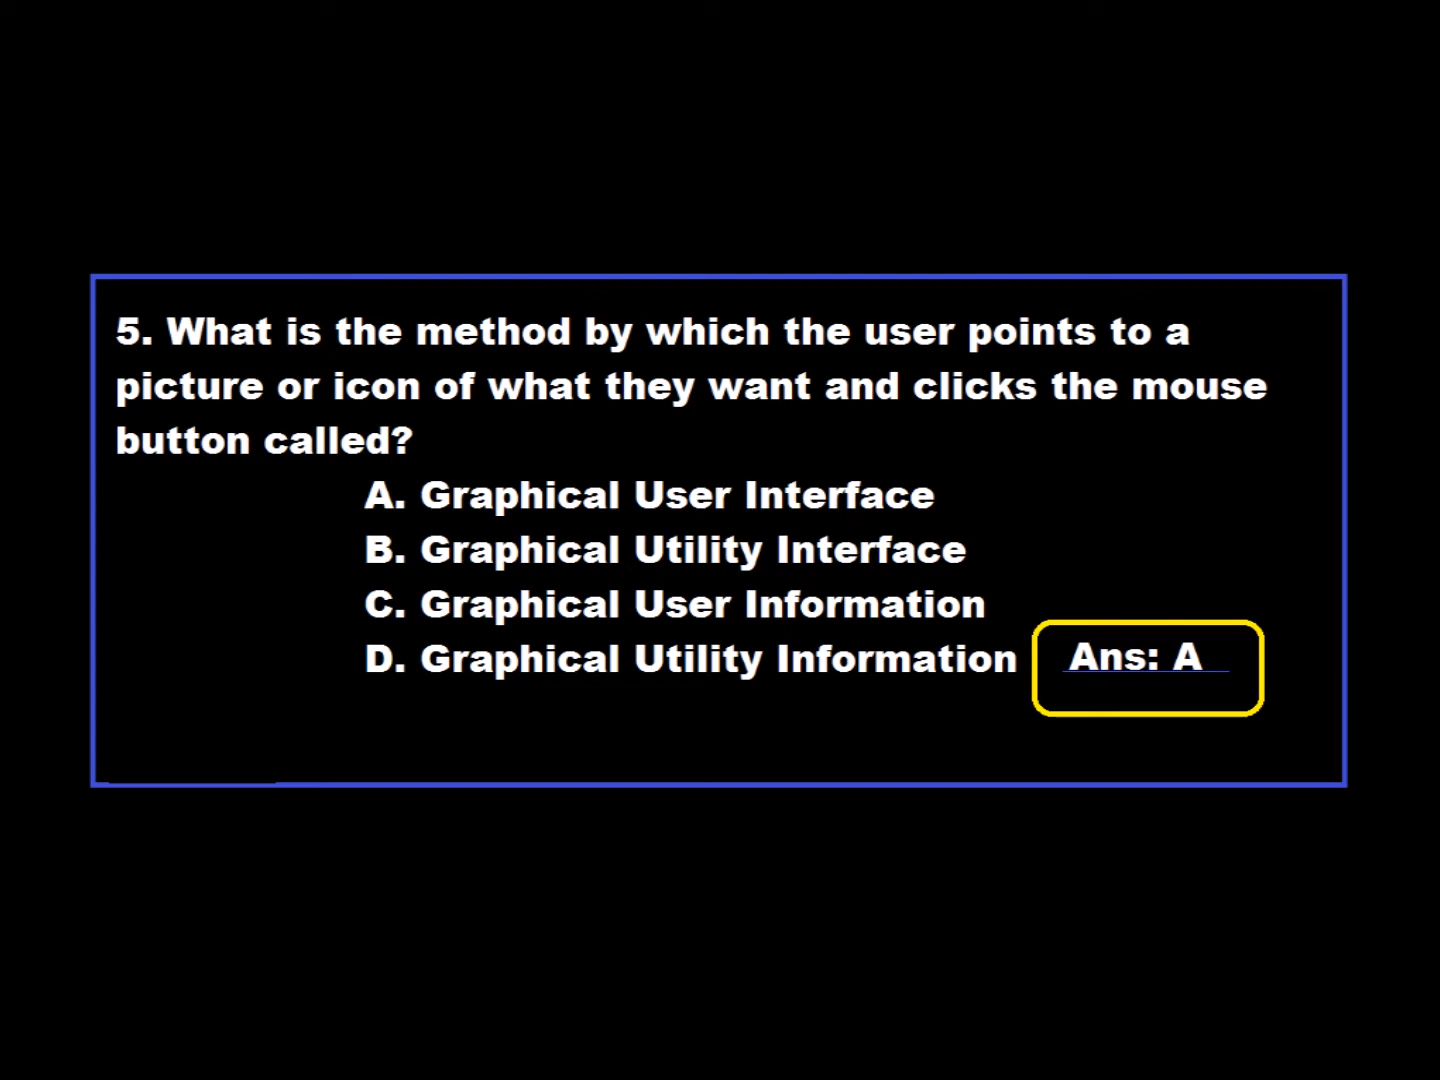 5. What is the method by which the user points to a
picture or icon of what they want and clicks the mouse
button called?
A. Graphical User Interface
B. Graphical Utility Interface
C. Graphical User Information
D. Graphical Utility Information
Ans: A